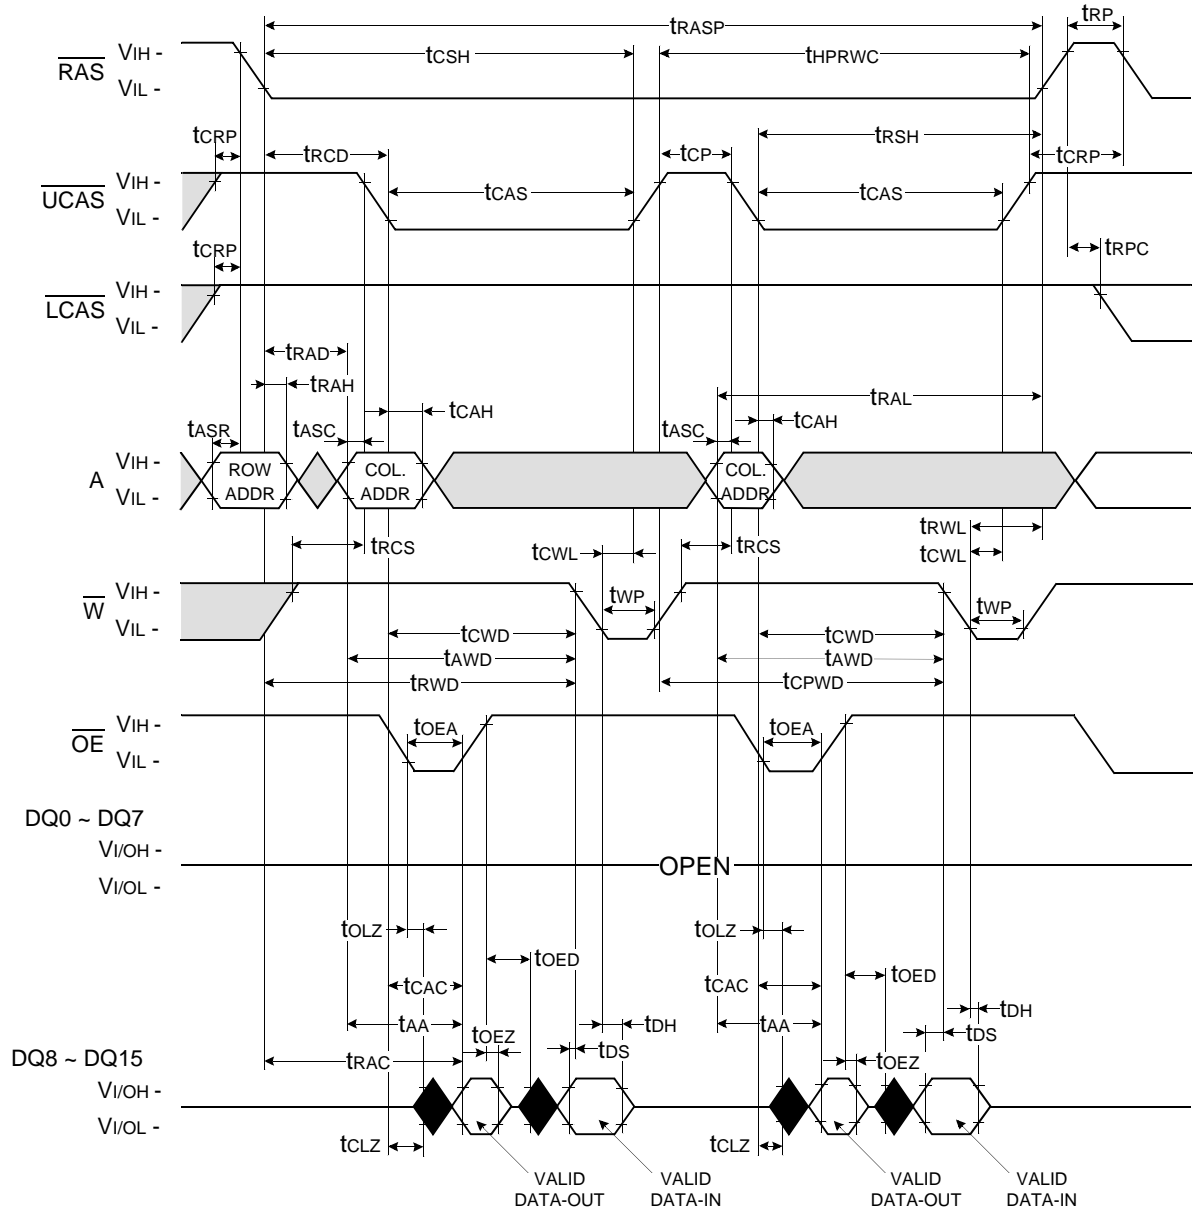 tRASP
tRP
tCSH
tHPRWC
RAS
VIH -
VIL -
tCRP
tRCD
tCP
tRSH
tCRP
UCAS
VIH -
VIL -
tCAS
tCAS
tCRP
tRPC
LCAS
VIH -
VIL -
tRAD
tRAH
tCAH
tRAL
tASR
tASC
tASC
tCAH
A
VIH -
VIL -
ROW
ADDR
COL.
ADDR
COL.
ADDR
tRCS
tCWL
tRCS
tRWL
tCWL
W
VIH -
VIL -
tWP
tWP
tCWD
tCWD
tAWD
tAWD
tRWD
tCPWD
OE
VIH -
VIL -
tOEA
tOEA
DQ0 ~ DQ7
VI/OH -
VI/OL -
OPEN
tOLZ
tOLZ
tOED
tOED
tCAC
tCAC
tAA
tOEZ
tDH
tAA
tDH
tDS
tDS
tRAC
tOEZ
DQ8 ~ DQ15
VI/OH -
VI/OL -
tCLZ
tCLZ
VALID
DATA-OUT
VALID
DATA-IN
VALID
DATA-OUT
VALID
DATA-IN